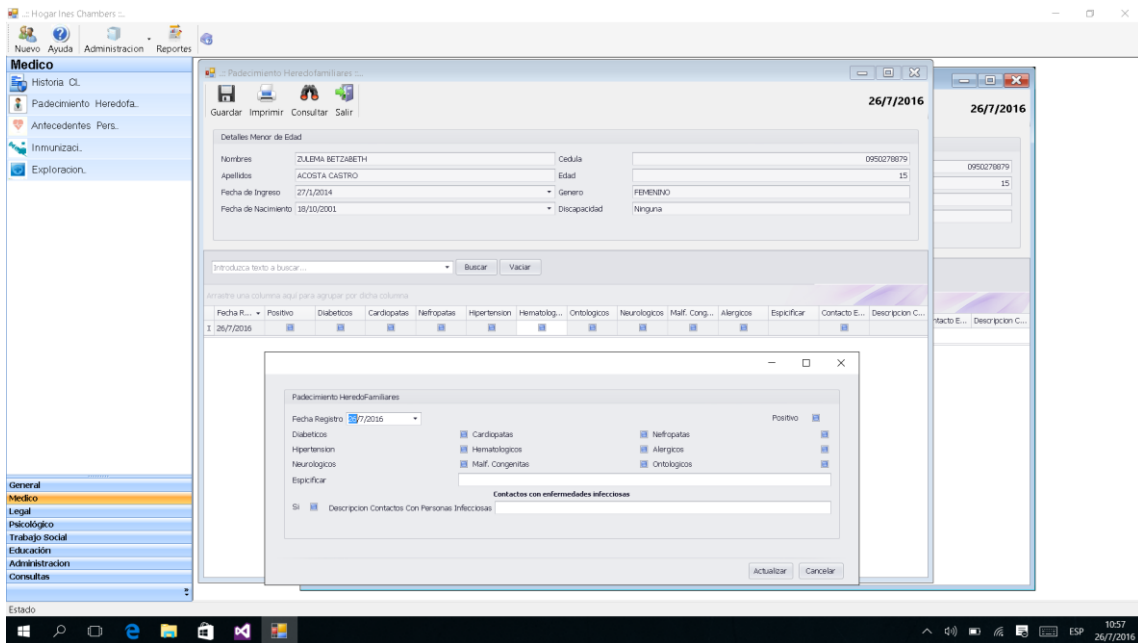 ..:: Hogar Ines Chambers ::..
Nuevo Ayuda Administracion Reportes
Medico
Historia Cl..
Padecimiento Heredofa..
Antecedentes Pers..
Inmunizaci..
Exploracion..
General
Medico
Legal
Psicológico
Trabajo Social
Educación
Administracion
Consultas
Estado
..:: Padecimiento Heredofamiliares ::..
Guardar Imprimir Consultar Salir
26/7/2016
Detalles Menor de Edad
Nombres ZULEMA BETZABETH Cedula 0950278879
Apellidos ACOSTA CASTRO Edad 15
Fecha de Ingreso 27/1/2014 Genero FEMENINO
Fecha de Nacimiento 18/10/2001 Discapacidad Ninguna
Introduzca texto a buscar... Buscar Vaciar
Arrastre una columna aquí para agrupar por dicha columna
Fecha R... Positivo Diabeticos Cardiopatas Nefropatas Hipertension Hematolog... Ontologicos Neurologicos Malf. Cong... Alergicos Espicificar Contacto E... Descripcion C...
26/7/2016
26/7/2016
0950278879
15
ntacto E... Descripcion C...
Padecimiento HeredoFamiliares
Fecha Registro 26/7/2016 Positivo
Diabeticos Cardiopatas Nefropatas
Hipertension Hematologicos Alergicos
Neurologicos Malf. Congenitas Ontologicos
Espicificar
Contactos con enfermedades infecciosas
Si Descripcion Contactos Con Personas Infecciosas
Actualizar Cancelar
ESP
10:57
26/7/2016